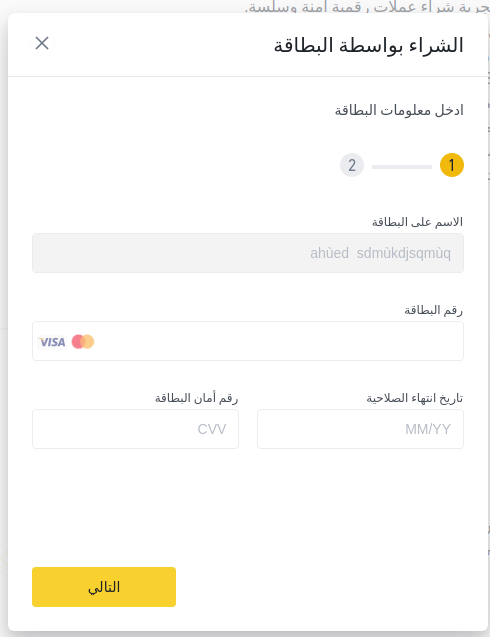 تجربة شراء عملات رقمية آمنة وسلسة.
الشراء بواسطة البطاقة
ادخل معلومات البطاقة
1 2
الاسم على البطاقة
ahùed sdmùkdjsqmùq
رقم البطاقة
VISA
تاريخ انتهاء الصلاحية رقم أمان البطاقة
MM/YY CVV
التالي